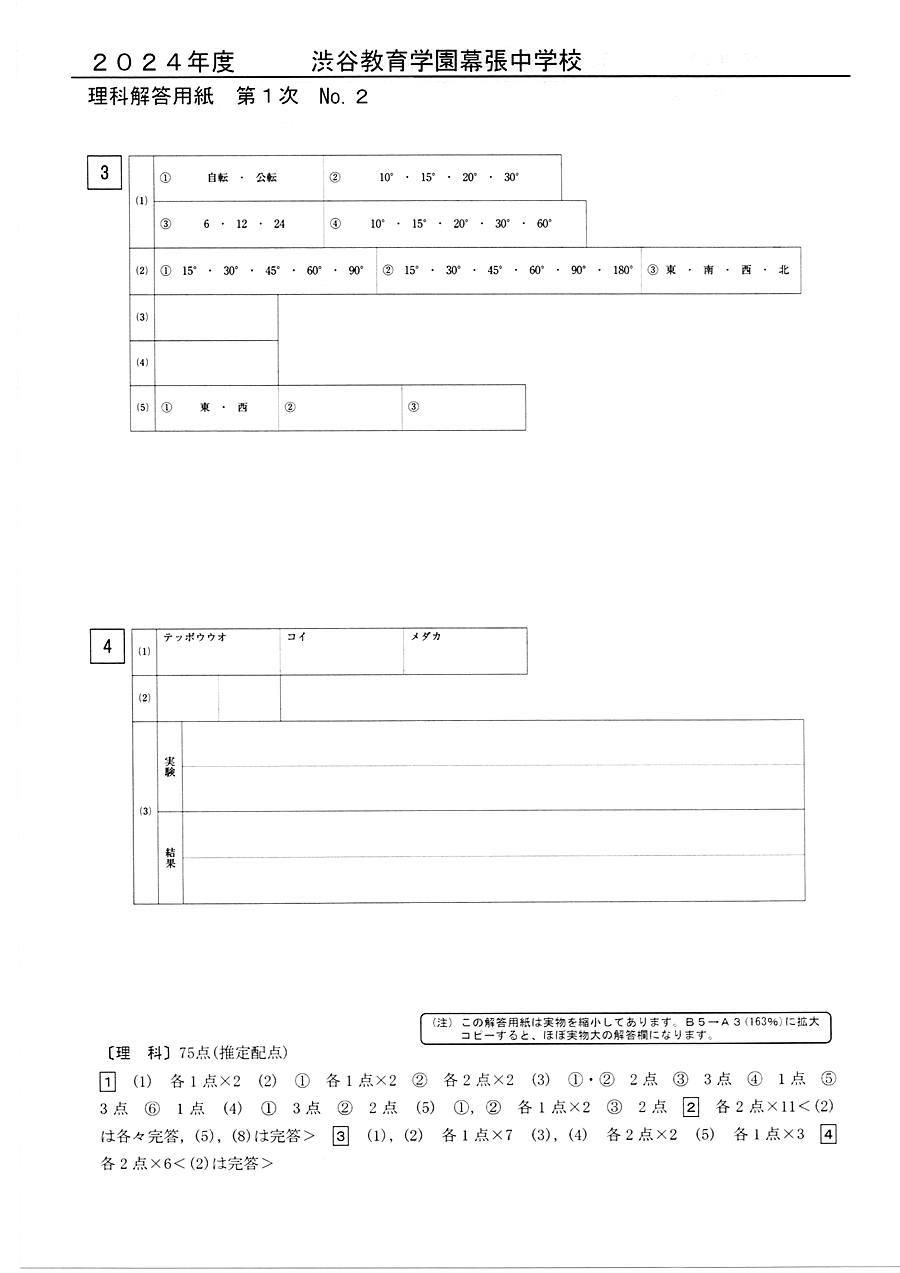 ２０２４年度　渋谷教育学園幕張中学校
理科解答用紙　第１次　No.２
3
(1)
① 自転 ・ 公転
② 10° ・ 15° ・ 20° ・ 30°
③ 6 ・ 12 ・ 24
④ 10° ・ 15° ・ 20° ・ 30° ・ 60°
(2)
① 15° ・ 30° ・ 45° ・ 60° ・ 90°
② 15° ・ 30° ・ 45° ・ 60° ・ 90° ・ 180°
③ 東 ・ 南 ・ 西 ・ 北
(3)
(4)
(5)
① 東 ・ 西
②
③
4
(1)
テッポウウオ
コイ
メダカ
(2)
(3)
実験
結果
（注）この解答用紙は実物を縮小してあります。Ｂ５→Ａ３(163%)に拡大
コピーすると、ほぼ実物大の解答欄になります。
〔理　科〕75点(推定配点)
1　(1)　各１点×2　(2)　①　各１点×2　②　各２点×2　(3)　①・②　２点　③　３点　④　１点　⑤
３点　⑥　１点　(4)　①　３点　②　２点　(5)　①，②　各１点×2　③　２点　2　各２点×11＜(2)
は各々完答，(5)，(8)は完答＞　3　(1)，(2)　各１点×7　(3)，(4)　各２点×2　(5)　各１点×3　4
各２点×6＜(2)は完答＞